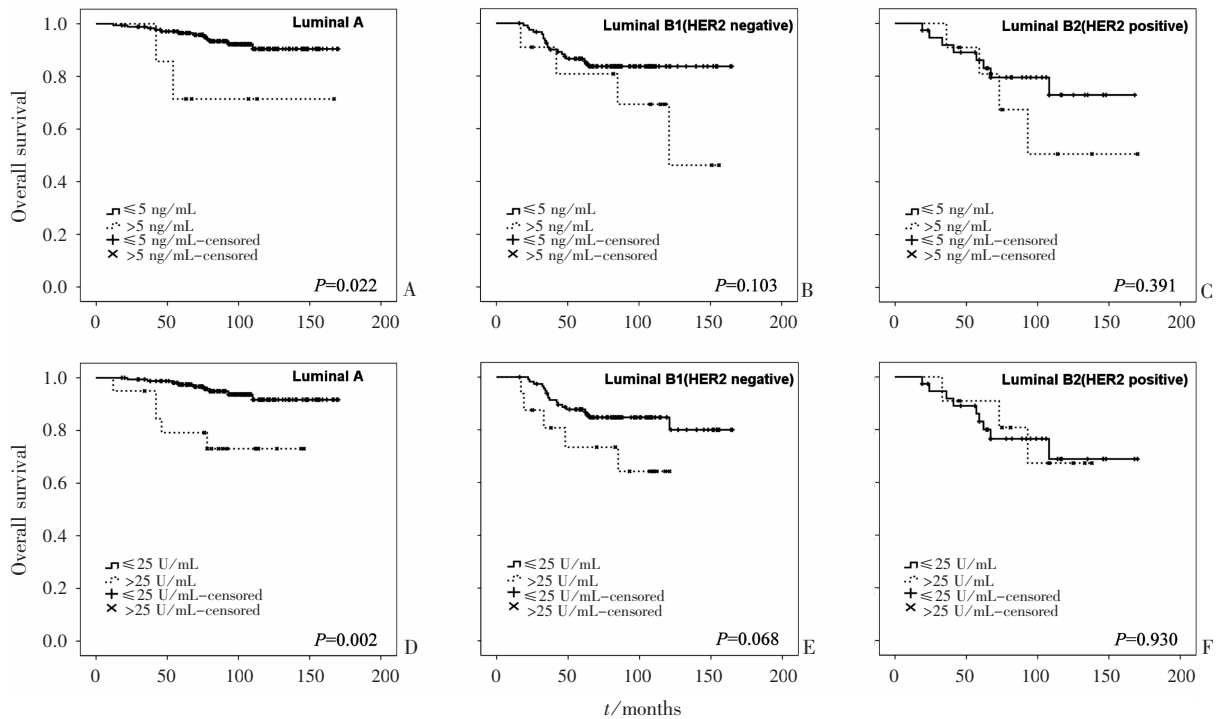 Overall survival
1.0
0.8
0.6
0.4
0.2
0.0
Luminal A
≤5 ng/mL
>5 ng/mL
≤5 ng/mL-censored
>5 ng/mL-censored
P=0.022
A
0 50 100 150 200
Luminal B1(HER2 negative)
≤5 ng/mL
>5 ng/mL
≤5 ng/mL-censored
>5 ng/mL-censored
P=0.103
B
0 50 100 150 200
Luminal B2(HER2 positive)
≤5 ng/mL
>5 ng/mL
≤5 ng/mL-censored
>5 ng/mL-censored
P=0.391
C
0 50 100 150 200
Overall survival
1.0
0.8
0.6
0.4
0.2
0.0
Luminal A
≤25 U/mL
>25 U/mL
≤25 U/mL-censored
>25 U/mL-censored
P=0.002
D
0 50 100 150 200
Luminal B1(HER2 negative)
≤25 U/mL
>25 U/mL
≤25 U/mL-censored
>25 U/mL-censored
P=0.068
E
0 50 100 150 200
Luminal B2(HER2 positive)
≤25 U/mL
>25 U/mL
≤25 U/mL-censored
>25 U/mL-censored
P=0.930
F
0 50 100 150 200
t/months